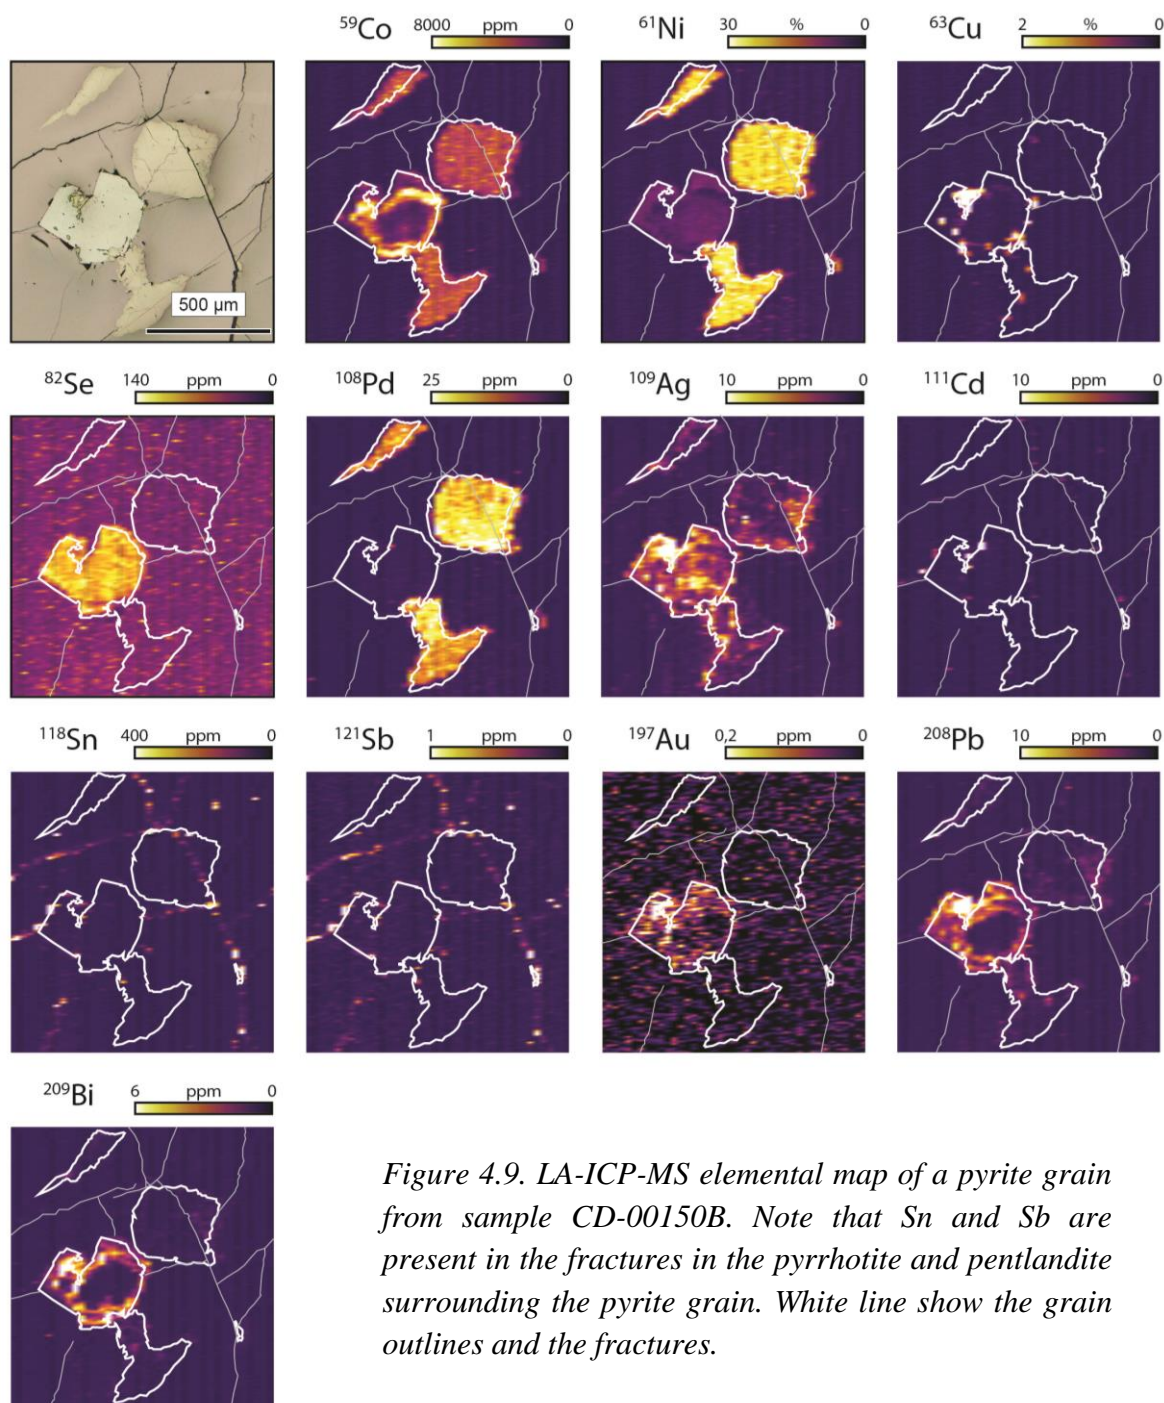 ⁵⁹Co 8000 ppm 0
⁶¹Ni 30 % 0
⁶³Cu 2 % 0
500 µm
⁸²Se 140 ppm 0
¹⁰⁸Pd 25 ppm 0
¹⁰⁹Ag 10 ppm 0
¹¹¹Cd 10 ppm 0
¹¹⁸Sn 400 ppm 0
¹²¹Sb 1 ppm 0
¹⁹⁷Au 0,2 ppm 0
²⁰⁸Pb 10 ppm 0
²⁰⁹Bi 6 ppm 0
Figure 4.9. LA-ICP-MS elemental map of a pyrite grain
from sample CD-00150B. Note that Sn and Sb are
present in the fractures in the pyrrhotite and pentlandite
surrounding the pyrite grain. White line show the grain
outlines and the fractures.